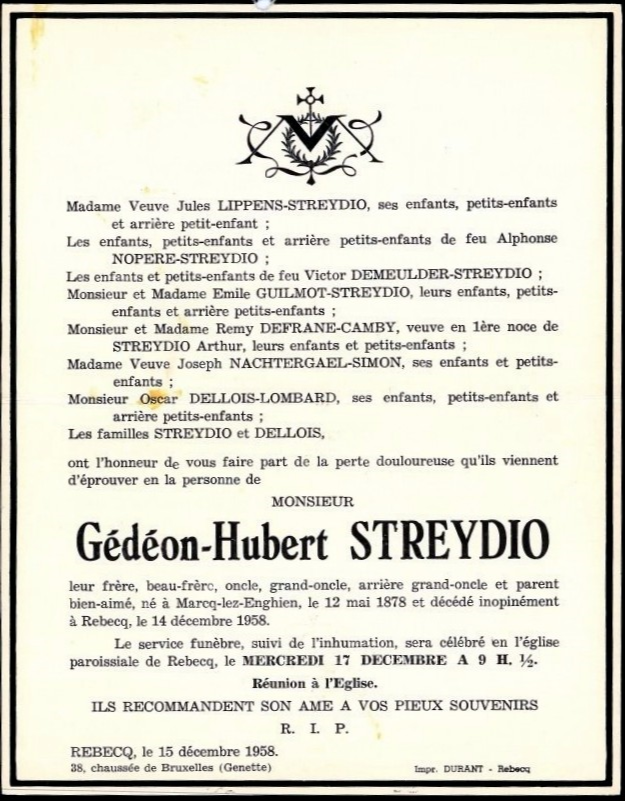 Madame Veuve Jules LIPPENS-STREYDIO, ses enfants, petits-enfants
et arrière petit-enfant ;
Les enfants, petits-enfants et arrière petits-enfants de feu Alphonse
NOPERE-STREYDIO ;
Les enfants et petits-enfants de feu Victor DEMEULDER-STREYDIO ;
Monsieur et Madame Emile GUILMOT-STREYDIO, leurs enfants, petits-
enfants et arrière petits-enfants ;
Monsieur et Madame Remy DEFRANE-CAMBY, veuve en 1ère noce de
STREYDIO Arthur, leurs enfants et petits-enfants ;
Madame Veuve Joseph NACHTERGAEL-SIMON, ses enfants et petits-
enfants ;
Monsieur Oscar DELLOIS-LOMBARD, ses enfants, petits-enfants et
arrière petits-enfants ;
Les familles STREYDIO et DELLOIS,
ont l'honneur de vous faire part de la perte douloureuse qu'ils viennent
d'éprouver en la personne de
MONSIEUR
Gédéon-Hubert STREYDIO
leur frère, beau-frère, oncle, grand-oncle, arrière grand-oncle et parent
bien-aimé, né à Marcq-lez-Enghien, le 12 mai 1878 et décédé inopinément
à Rebecq, le 14 décembre 1958.
Le service funèbre, suivi de l'inhumation, sera célébré en l'église
paroissiale de Rebecq, le MERCREDI 17 DECEMBRE A 9 H. ½.
Réunion à l'Eglise.
ILS RECOMMANDENT SON AME A VOS PIEUX SOUVENIRS
R. I. P.
REBECQ, le 15 décembre 1958.
38, chaussée de Bruxelles (Genette)
Impr. DURANT - Rebecq